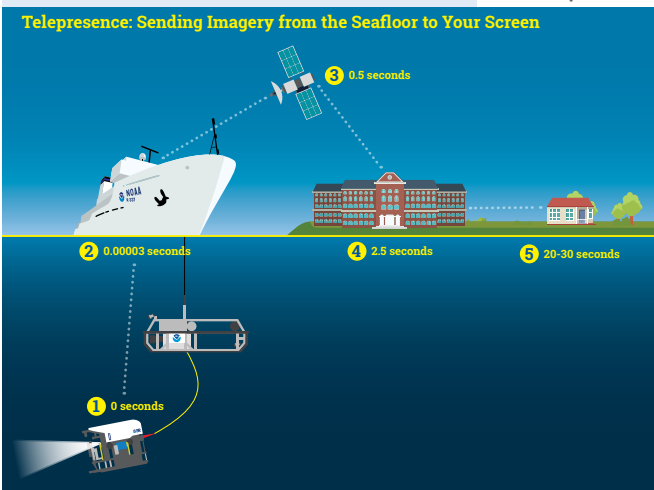 Telepresence: Sending Imagery from the Seafloor to Your Screen
3 0.5 seconds
NOAA
R 337
2 0.00003 seconds
4 2.5 seconds
5 20-30 seconds
1 0 seconds